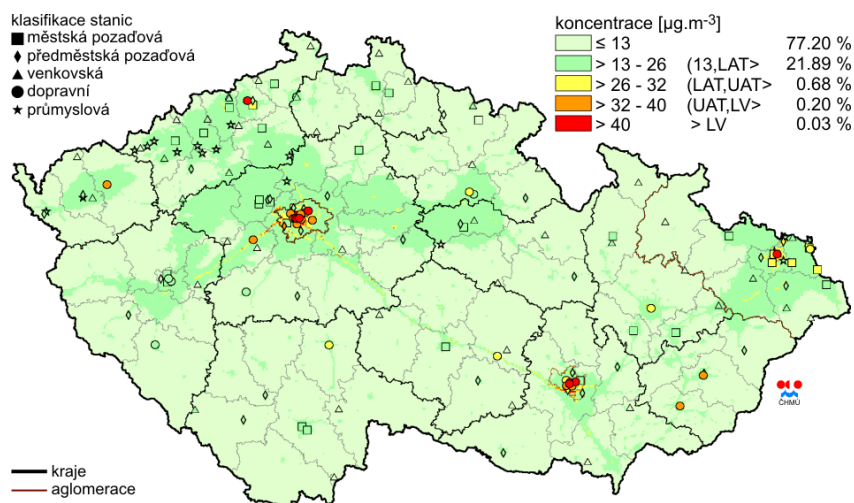 klasifikace stanic
městská pozaďová
předměstská pozaďová
venkovská
dopravní
průmyslová
koncentrace [µg.m-3]
≤ 13 77.20 %
> 13 - 26 (13,LAT> 21.89 %
> 26 - 32 (LAT,UAT> 0.68 %
> 32 - 40 (UAT,LV> 0.20 %
> 40 > LV 0.03 %
ČHMÚ
kraje
aglomerace